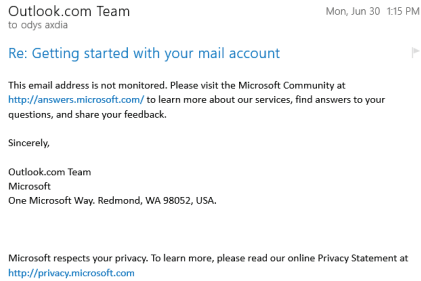 Outlook.com Team
Mon, Jun 30 1:15 PM
to odys axdia
Re: Getting started with your mail account
This email address is not monitored. Please visit the Microsoft Community at
http://answers.microsoft.com/ to learn more about our services, find answers to your
questions, and share your feedback.
Sincerely,
Outlook.com Team
Microsoft
One Microsoft Way. Redmond, WA 98052, USA.
Microsoft respects your privacy. To learn more, please read our online Privacy Statement at
http://privacy.microsoft.com